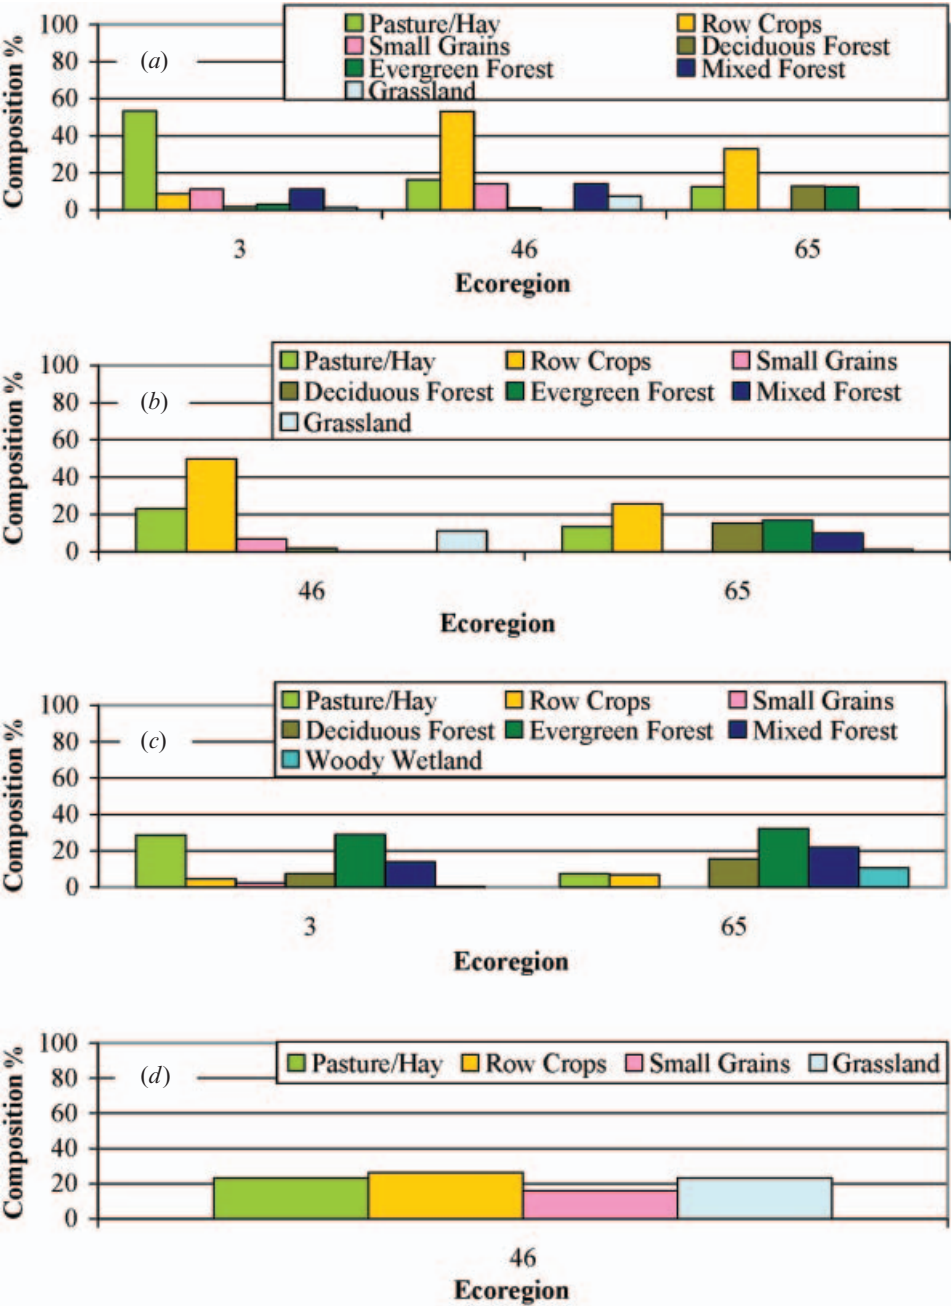 100
80
60
40
20
0
Composition %
(a)
Pasture/Hay Row Crops
Small Grains Deciduous Forest
Evergreen Forest Mixed Forest
Grassland
3 46 65
Ecoregion
100
80
60
40
20
0
Composition %
(b)
Pasture/Hay Row Crops Small Grains
Deciduous Forest Evergreen Forest Mixed Forest
Grassland
46 65
Ecoregion
100
80
60
40
20
0
Composition %
(c)
Pasture/Hay Row Crops Small Grains
Deciduous Forest Evergreen Forest Mixed Forest
Woody Wetland
3 65
Ecoregion
100
80
60
40
20
0
Composition %
(d)
Pasture/Hay Row Crops Small Grains Grassland
46
Ecoregion